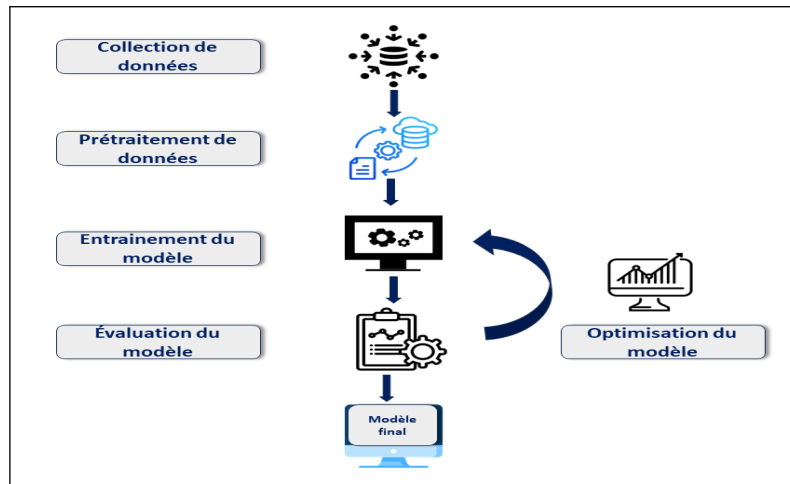 Collection de
données
Prétraitement de
données
Entrainement du
modèle
Évaluation du
modèle
Optimisation du
modèle
Modèle
final